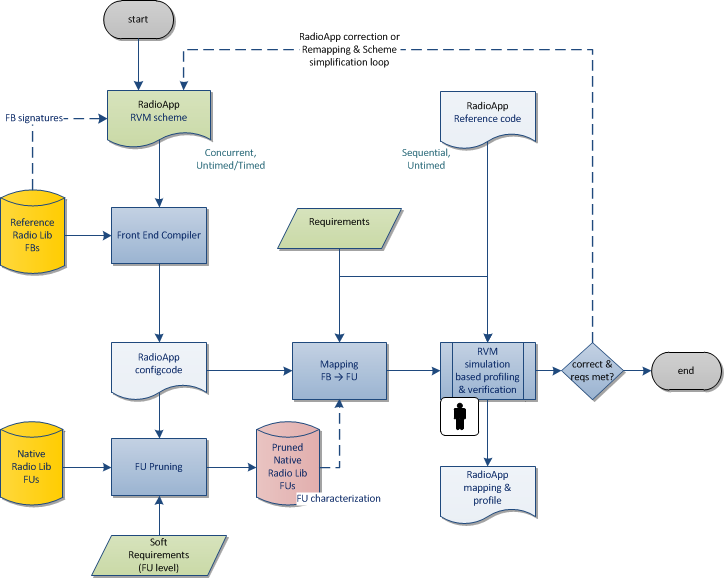 start
RadioApp correction or
Remapping & Scheme
simplification loop
RadioApp
RVM scheme
RadioApp
Reference code
FB signatures
Concurrent,
Untimed/Timed
Sequential,
Untimed
Reference
Radio Lib
FBs
Front End Compiler
Requirements
RadioApp
configcode
Mapping
FB → FU
RVM
simulation
based profiling
& verification
correct &
reqs met?
end
Native
Radio Lib
FUs
FU Pruning
Pruned
Native
Radio Lib
FUs
FU characterization
RadioApp
mapping &
profile
Soft
Requirements
(FU level)